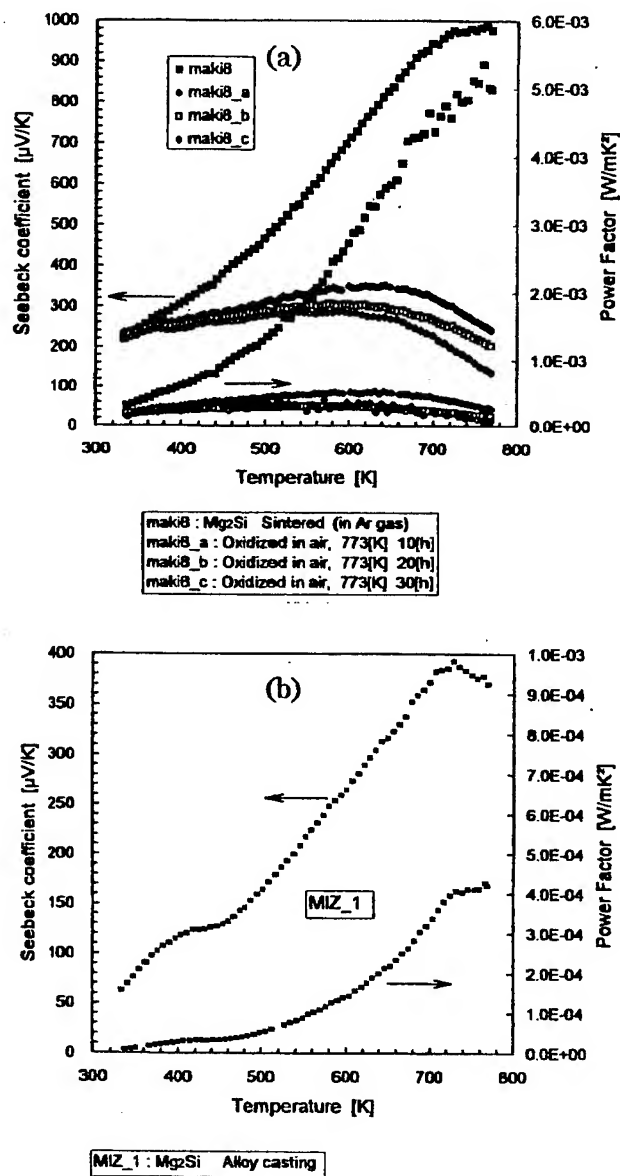 (a)
maki8
maki8_a
maki8_b
maki8_c
Seebeck coefficient [µV/K]
1000
900
800
700
600
500
400
300
200
100
0
Power Factor [W/mK²]
6.0E-03
5.0E-03
4.0E-03
3.0E-03
2.0E-03
1.0E-03
0.0E+00
300 400 500 600 700 800
Temperature [K]
maki8 : Mg2Si Sintered (in Ar gas)
maki8_a : Oxidized in air, 773[K] 10[h]
maki8_b : Oxidized in air, 773[K] 20[h]
maki8_c : Oxidized in air, 773[K] 30[h]
(b)
MIZ_1
Seebeck coefficient [µV/K]
400
350
300
250
200
150
100
50
0
Power Factor [W/mK²]
1.0E-03
9.0E-04
8.0E-04
7.0E-04
6.0E-04
5.0E-04
4.0E-04
3.0E-04
2.0E-04
1.0E-04
0.0E+00
300 400 500 600 700 800
Temperature [K]
MIZ_1 : Mg2Si Alloy casting